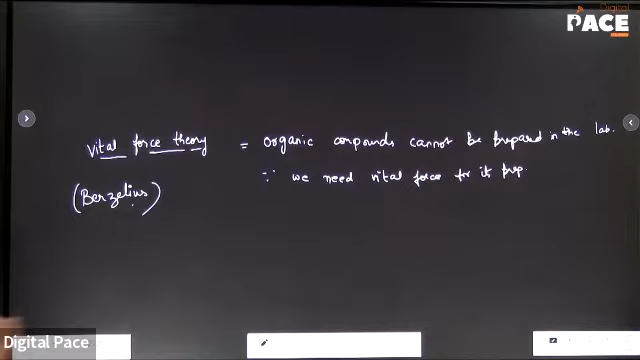 Digital
PACE
vital force theory = organic compounds cannot be prepared in the lab.
(Berzelius)
∵ we need vital force for its prep.
Digital Pace